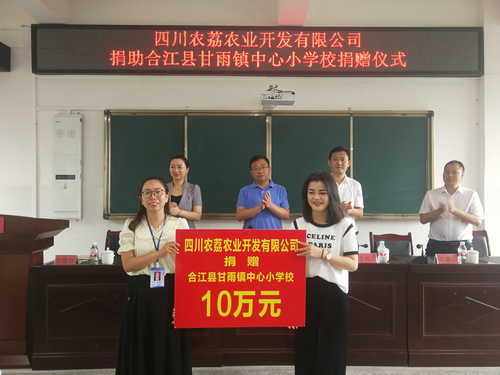 四川农荔农业开发有限公司
捐助合江县甘雨镇中心小学校捐赠仪式
CELINE
PARIS
四川农荔农业开发有限公司
捐 赠
合江县甘雨镇中心小学校
10万元